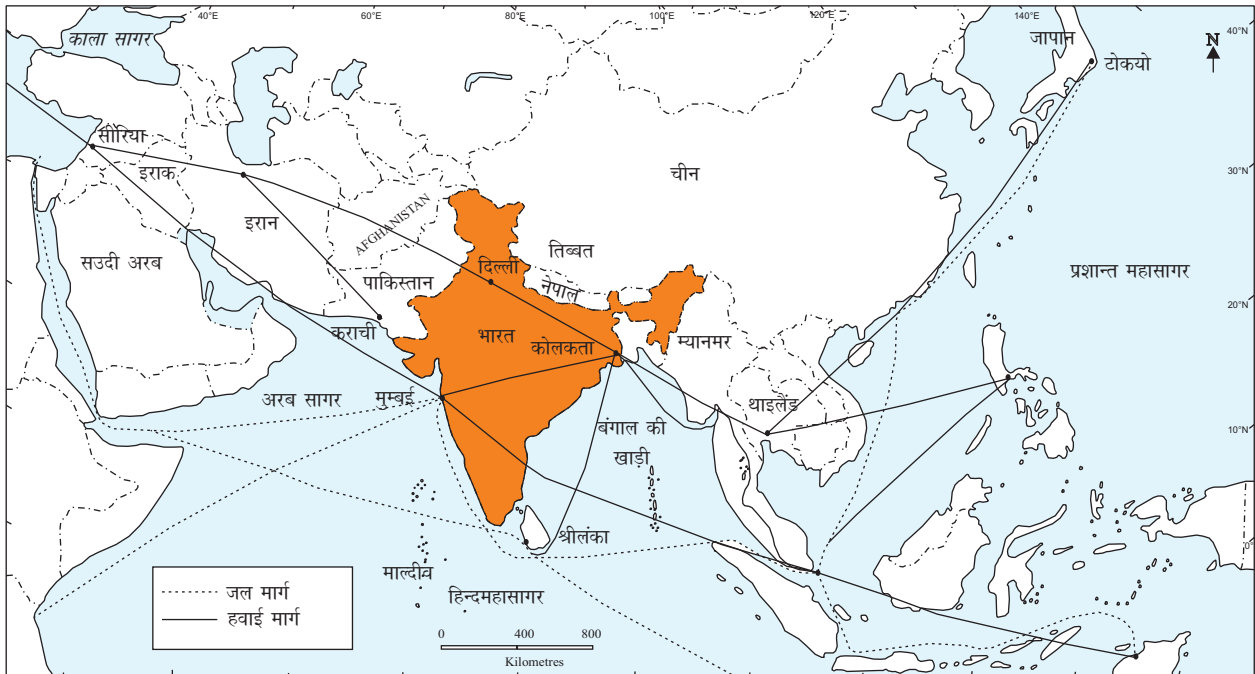 40°E
60°E
80°E
100°E
120°E
140°E
काला सागर
जापान
N
40°N
टोकयो
सीरिया
इराक
चीन
30°N
इरान
AFGHANISTAN
सउदी अरब
तिब्बत
दिल्ली
पाकिस्तान
नेपाल
प्रशान्त महासागर
20°N
कराची
भारत
कोलकता
म्यानमर
अरब सागर
मुम्बई
थाइलैंड
बंगाल की
खाड़ी
10°N
श्रीलंका
0°
माल्दीव
हिन्दमहासागर
जल मार्ग
हवाई मार्ग
0 400 800
Kilometres